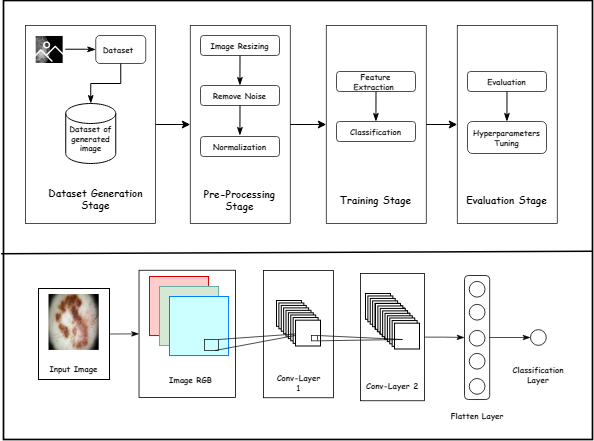 Dataset
Dataset of
generated
image
Dataset Generation
Stage
Image Resizing
Remove Noise
Normalization
Pre-Processing
Stage
Feature
Extraction
Classification
Training Stage
Evaluation
Hyperparameters
Tuning
Evaluation Stage
Input Image
Image RGB
Conv-Layer
1
Conv-Layer 2
Flatten Layer
Classification
Layer